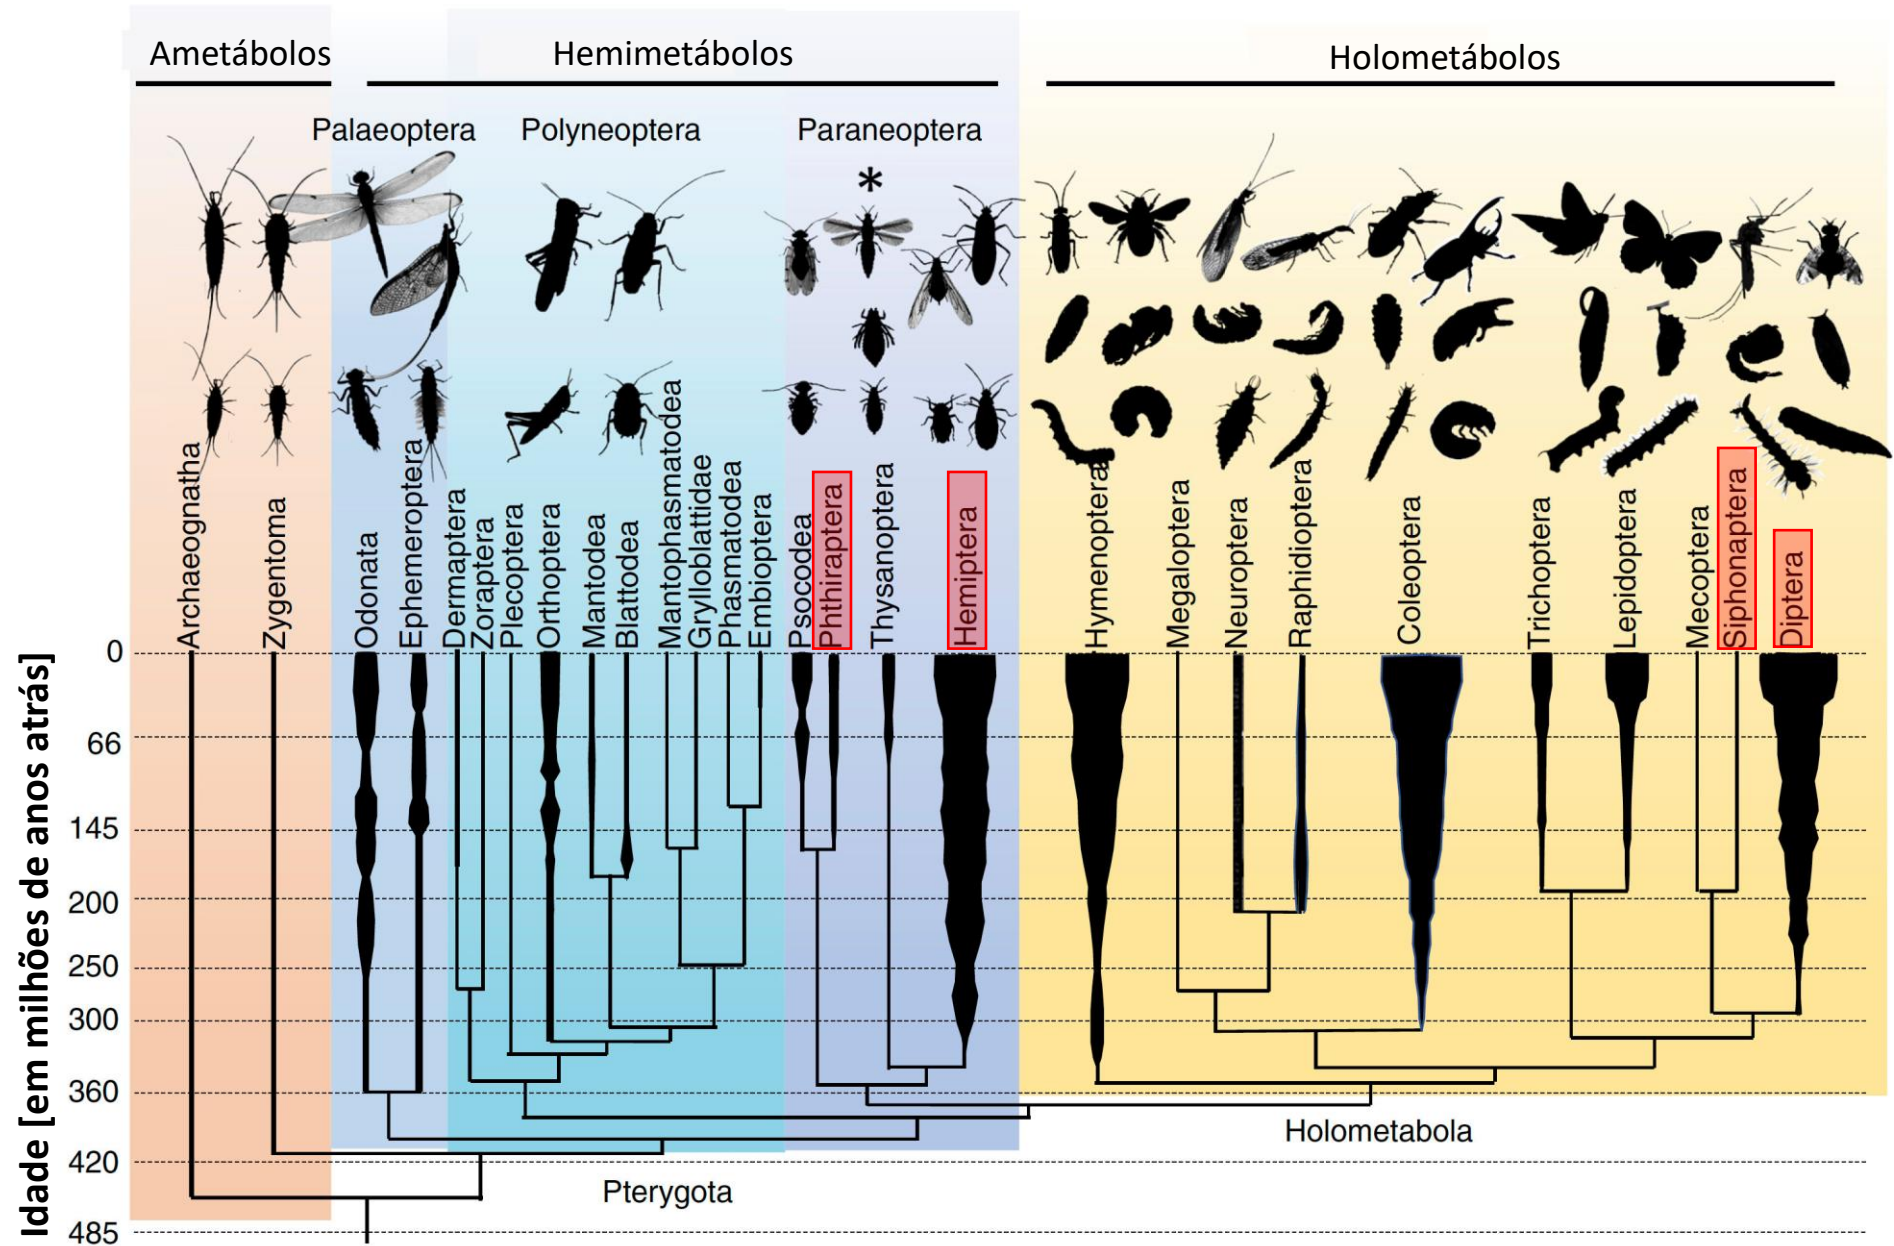 Ametábolos
Hemimetábolos
Holometábolos
Palaeoptera
Polyneoptera
Paraneoptera
*
Archaeognatha
Zygentoma
Odonata
Ephemeroptera
Dermaptera
Zoraptera
Plecoptera
Orthoptera
Mantodea
Blattodea
Mantophasmatodea
Grylloblattidae
Phasmatodea
Embioptera
Psocodea
Phthiraptera
Thysanoptera
Hemiptera
Hymenoptera
Megaloptera
Neuroptera
Raphidioptera
Coleoptera
Trichoptera
Lepidoptera
Mecoptera
Siphonaptera
Diptera
Idade [em milhões de anos atrás]
0
66
145
200
250
300
360
420
485
Holometabola
Pterygota